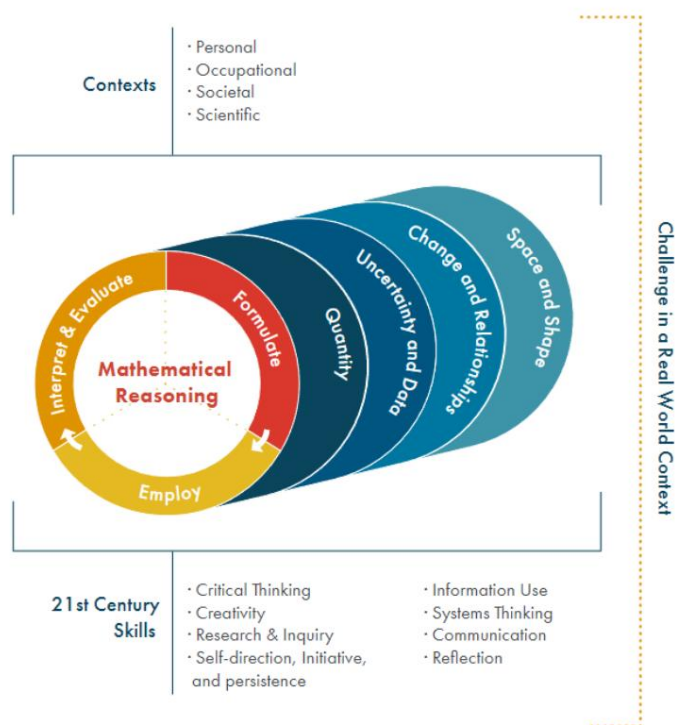 Contexts
· Personal
· Occupational
· Societal
· Scientific
Interpret & Evaluate
Formulate
Employ
Mathematical
Reasoning
Quantity
Uncertainty and Data
Change and Relationships
Space and Shape
Challenge in a Real World Context
21st Century
Skills
· Critical Thinking
· Creativity
· Research & Inquiry
· Self-direction, Initiative,
and persistence
· Information Use
· Systems Thinking
· Communication
· Reflection